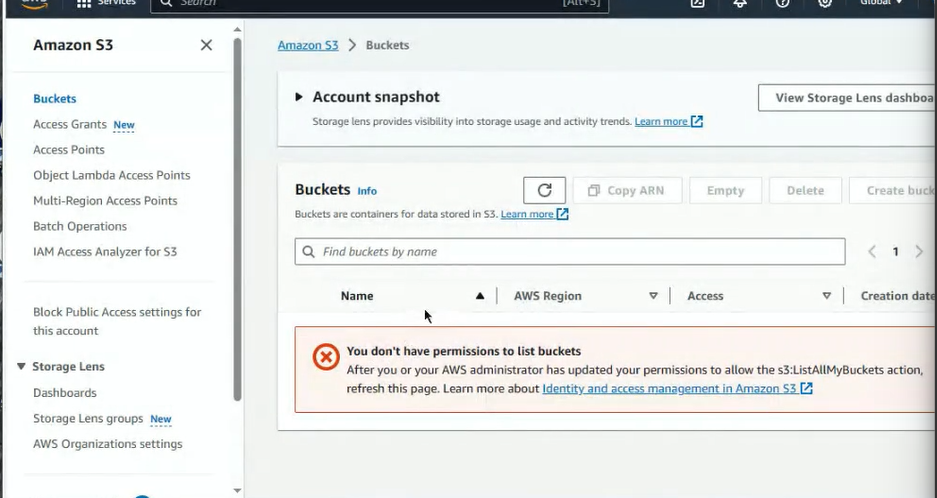 Services
Search
[Alt+S]
Global
Amazon S3
Buckets
Access Grants New
Access Points
Object Lambda Access Points
Multi-Region Access Points
Batch Operations
IAM Access Analyzer for S3
Block Public Access settings for
this account
Storage Lens
Dashboards
Storage Lens groups New
AWS Organizations settings
Amazon S3 > Buckets
Account snapshot
View Storage Lens dashboa
Storage lens provides visibility into storage usage and activity trends. Learn more
Buckets Info
Copy ARN
Empty
Delete
Create buck
Buckets are containers for data stored in S3. Learn more
Find buckets by name
1
Name
AWS Region
Access
Creation date
You don't have permissions to list buckets
After you or your AWS administrator has updated your permissions to allow the s3:ListAllMyBuckets action,
refresh this page. Learn more about Identity and access management in Amazon S3